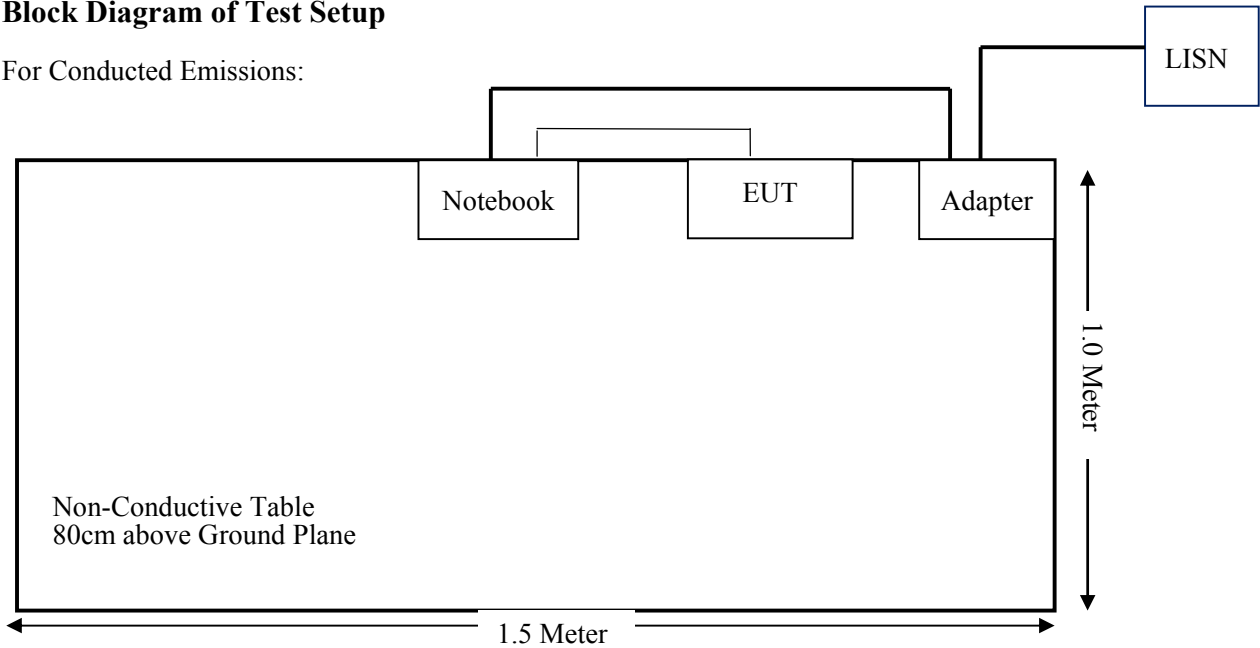 Block Diagram of Test Setup
LISN
For Conducted Emissions:
Notebook
EUT
Adapter
1.0 Meter
Non-Conductive Table
80cm above Ground Plane
1.5 Meter